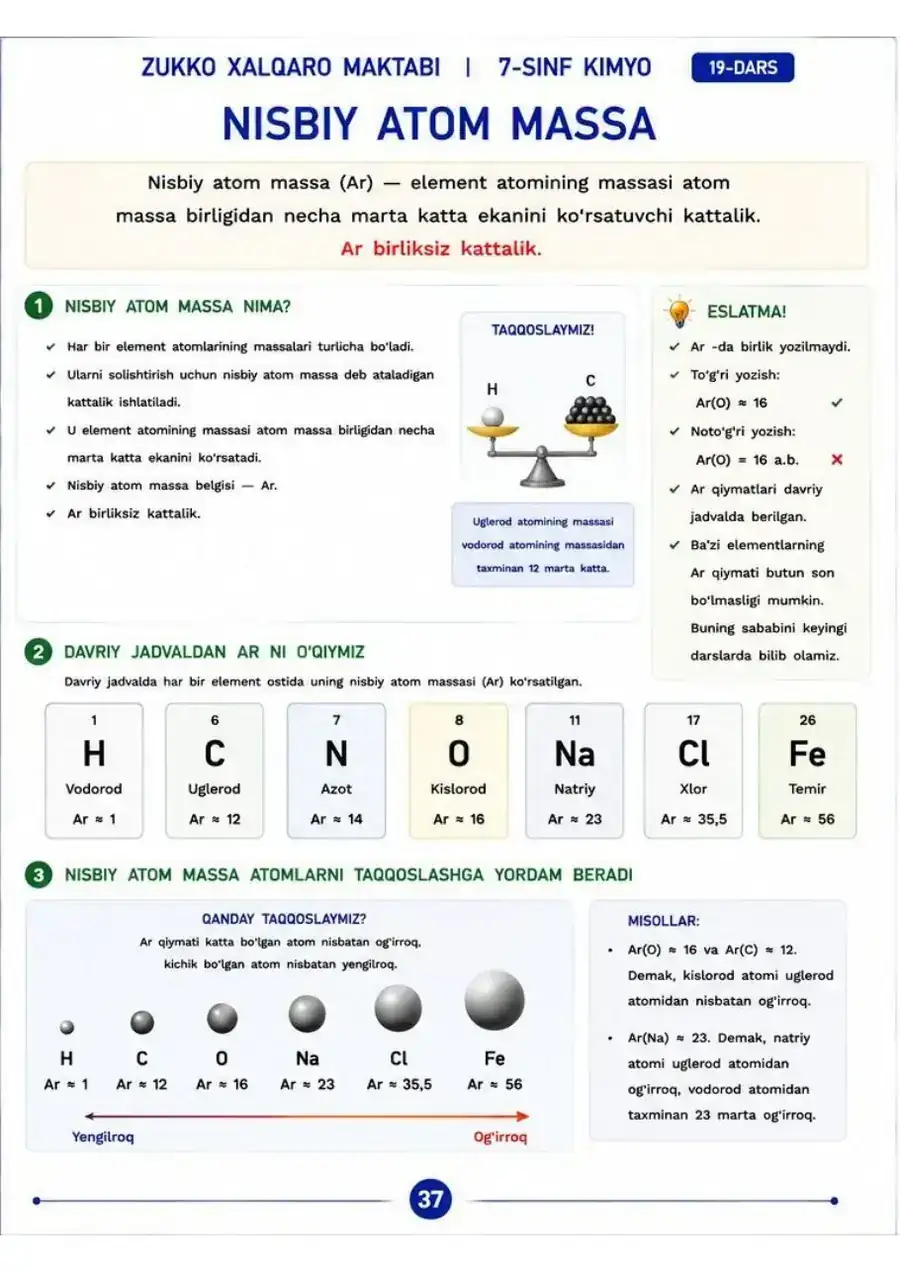 ZUKKO XALQARO MAKTABI | 7-SINF KIMYO 19-DARS
NISBIY ATOM MASSA
Nisbiy atom massa (Ar) — element atomining massasi atom
massa birligidan necha marta katta ekanini ko'rsatuvchi kattalik.
Ar birliksiz kattalik.
1 NISBIY ATOM MASSA NIMA?
✓ Har bir element atomlarining massalari turlicha bo'ladi.
✓ Ularni solishtirish uchun nisbiy atom massa deb ataladigan
kattalik ishlatiladi.
✓ U element atomining massasi atom massa birligidan necha
marta katta ekanini ko'rsatadi.
✓ Nisbiy atom massa belgisi — Ar.
✓ Ar birliksiz kattalik.
TAQQOSLAYMIZ!
H C
Uglerod atomining massasi
vodorod atomining massasidan
taxminan 12 marta katta.
ESLATMA!
✓ Ar -da birlik yozilmaydi.
✓ To'g'ri yozish:
Ar(O) ≈ 16 ✓
✓ Noto'g'ri yozish:
Ar(O) = 16 a.b. ✕
✓ Ar qiymatlari davriy
jadvalda berilgan.
✓ Ba'zi elementlarning
Ar qiymati butun son
bo'lmasligi mumkin.
Buning sababini keyingi
darslarda bilib olamiz.
2 DAVRIY JADVALDAN AR NI O'QIYMIZ
Davriy jadvalda har bir element ostida uning nisbiy atom massasi (Ar) ko'rsatilgan.
1 6 7 8 11 17 26
H C N O Na Cl Fe
Vodorod Uglerod Azot Kislorod Natriy Xlor Temir
Ar ≈ 1 Ar ≈ 12 Ar ≈ 14 Ar ≈ 16 Ar ≈ 23 Ar ≈ 35,5 Ar ≈ 56
3 NISBIY ATOM MASSA ATOMLARNI TAQQOSLASHGA YORDAM BERADI
QANDAY TAQQOSLAYMIZ?
Ar qiymati katta bo'lgan atom nisbatan og'irroq,
kichik bo'lgan atom nisbatan yengilroq.
H C O Na Cl Fe
Ar ≈ 1 Ar ≈ 12 Ar ≈ 16 Ar ≈ 23 Ar ≈ 35,5 Ar ≈ 56
Yengilroq Og'irroq
MISOLLAR:
• Ar(O) ≈ 16 va Ar(C) ≈ 12.
Demak, kislorod atomi uglerod
atomidan nisbatan og'irroq.
• Ar(Na) ≈ 23. Demak, natriy
atomi uglerod atomidan
og'irroq, vodorod atomidan
taxminan 23 marta og'irroq.
37